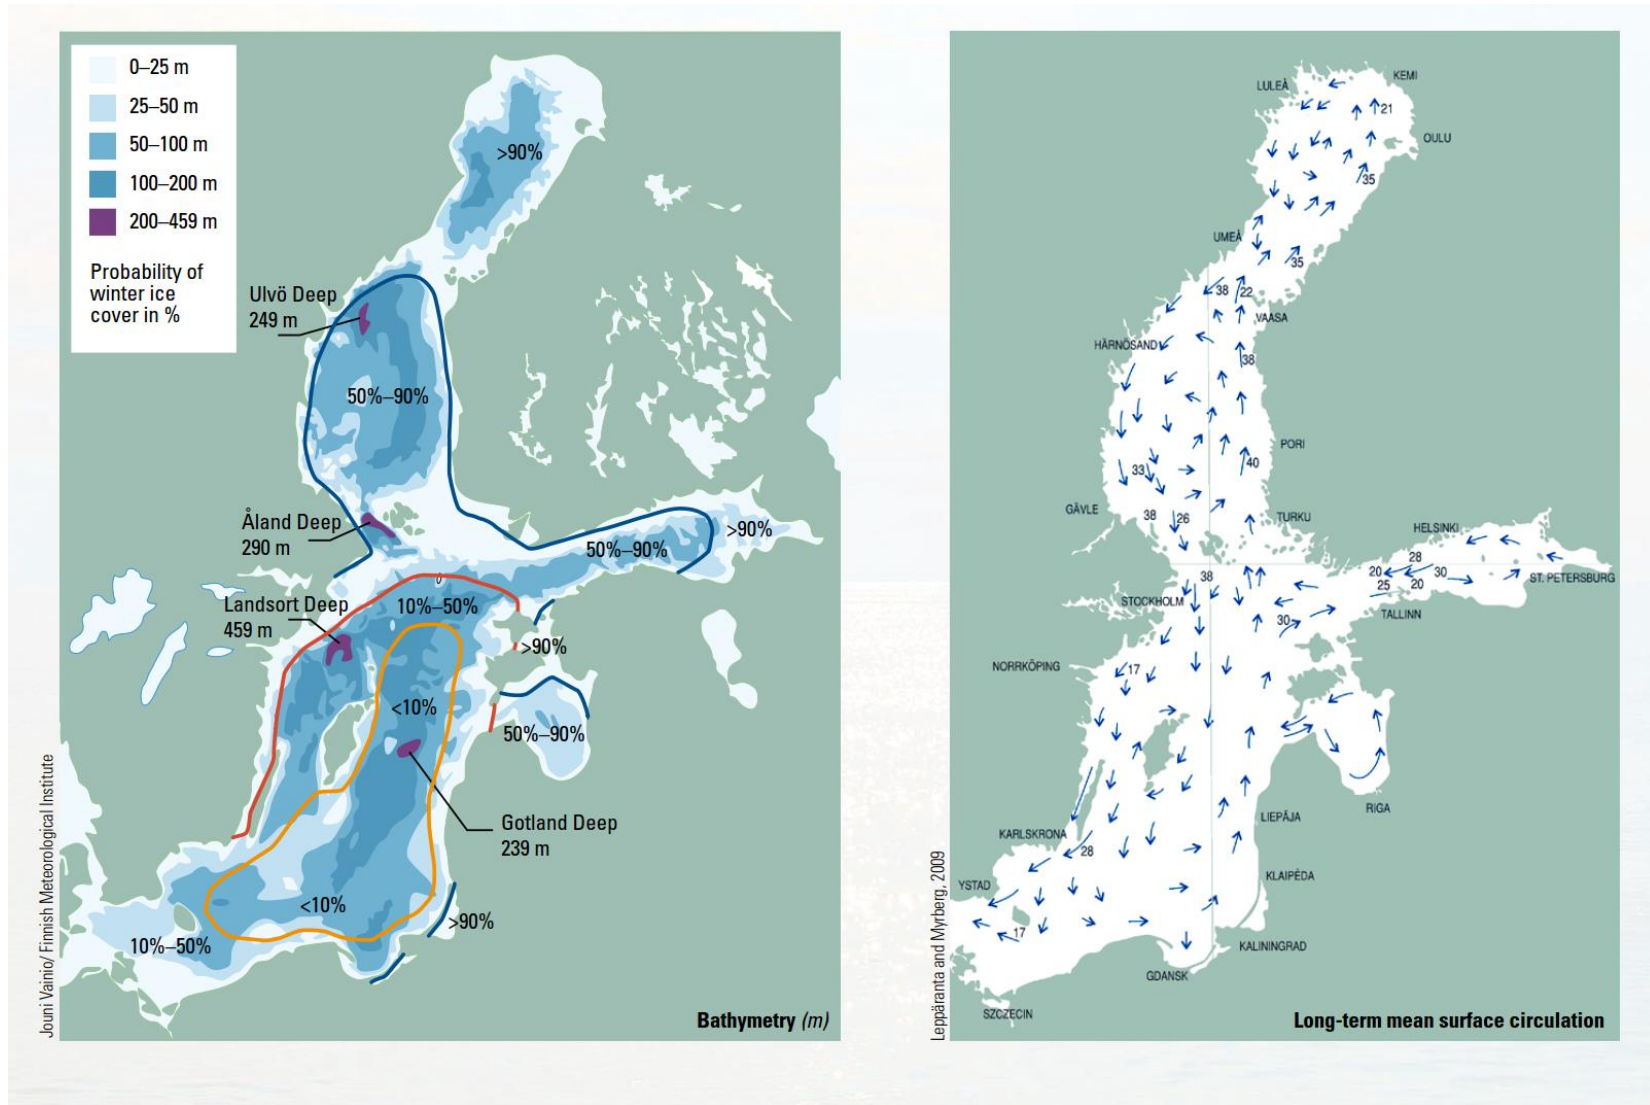 0–25 m
25–50 m
50–100 m
100–200 m
200–459 m
Probability of
winter ice
cover in %
Ulvö Deep
249 m
Åland Deep
290 m
Landsort Deep
459 m
Gotland Deep
239 m
>90%
50%–90%
50%–90%
>90%
10%–50%
>90%
<10%
50%–90%
<10%
>90%
10%–50%
Bathymetry (m)
Jouni Vainio/ Finnish Meteorological Institute
LULEÅ
KEMI
21
OULU
35
UMEÅ
35
38
22
VAASA
HÄRNÖSAND
38
PORI
33
40
GÄVLE
38
26
TURKU
HELSINKI
28
20
30
25
20
ST. PETERSBURG
38
STOCKHOLM
TALLINN
30
NORRKÖPING
17
RIGA
LIEPÅJA
KARLSKRONA
28
KLAIPĖDA
YSTAD
17
KALININGRAD
GDANSK
SZCZECIN
Long-term mean surface circulation
Leppäranta and Myrberg, 2009